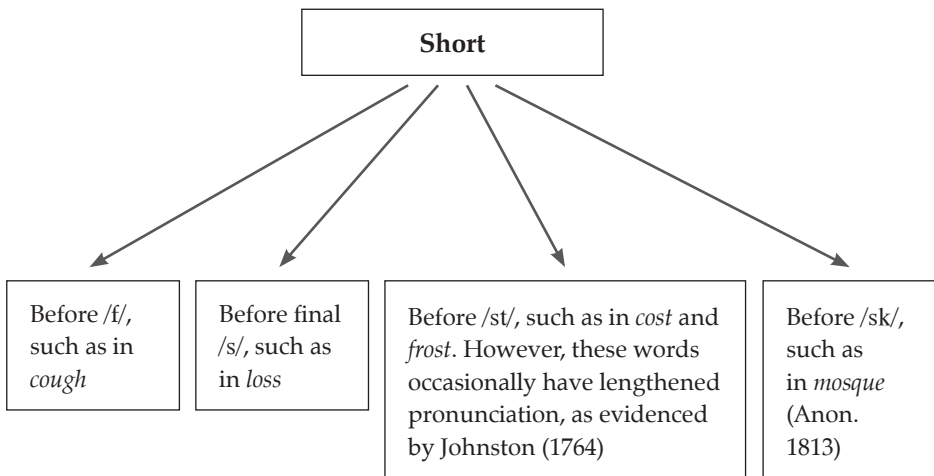 Short
Before /f/,
such as in
cough
Before final
/s/, such as
in loss
Before /st/, such as in cost and
frost. However, these words
occasionally have lengthened
pronunciation, as evidenced
by Johnston (1764)
Before /sk/,
such as
in mosque
(Anon.
1813)